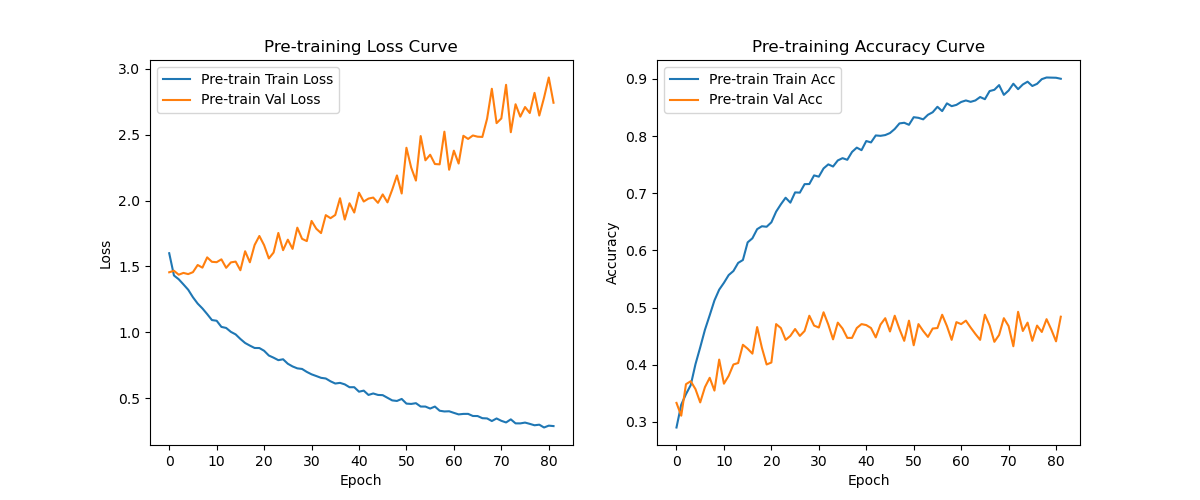 Pre-training Loss Curve
Pre-train Train Loss
Pre-train Val Loss
3.0
2.5
2.0
1.5
1.0
0.5
Loss
0 10 20 30 40 50 60 70 80
Epoch
Pre-training Accuracy Curve
Pre-train Train Acc
Pre-train Val Acc
0.9
0.8
0.7
0.6
0.5
0.4
0.3
Accuracy
0 10 20 30 40 50 60 70 80
Epoch